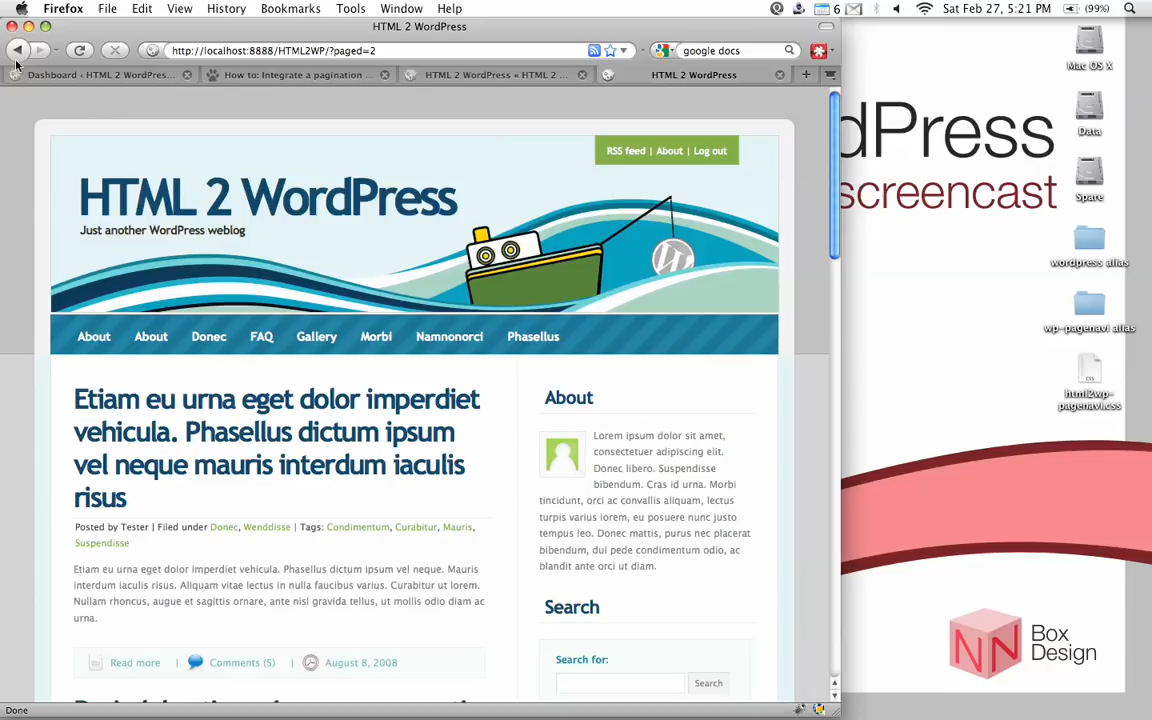 Firefox File Edit View History Bookmarks Tools Window Help 6 (99%) Sat Feb 27, 5:21 PM
HTML 2 WordPress
http://localhost:8888/HTML2WP/?paged=2
google docs
Dashboard ‹ HTML 2 WordPres...
How to: Integrate a pagination ...
HTML 2 WordPress « HTML 2 ...
HTML 2 WordPress
RSS feed | About | Log out
HTML 2 WordPress
Just another WordPress weblog
W
About About Donec FAQ Gallery Morbi Namnonorci Phasellus
Etiam eu urna eget dolor imperdiet
vehicula. Phasellus dictum ipsum
vel neque mauris interdum iaculis
risus
Posted by Tester | Filed under Donec, Wenddisse | Tags: Condimentum, Curabitur, Mauris,
Suspendisse
Etiam eu urna eget dolor imperdiet vehicula. Phasellus dictum ipsum vel neque. Mauris
interdum iaculis risus. Aliquam vitae lectus in nulla faucibus varius. Curabitur ut lorem.
Nullam rhoncus, augue et sagittis ornare, ante nisl gravida tellus, ut mollis odio diam ac
urna.
Read more | Comments (5) | August 8, 2008
About
Lorem ipsum dolor sit amet,
consectetuer adipiscing elit.
Donec libero. Suspendisse
bibendum. Cras id urna. Morbi
tincidunt, orci ac convallis aliquam, lectus
turpis varius lorem, eu posuere nunc justo
tempus leo. Donec mattis, purus nec placerat
bibendum, dui pede condimentum odio, ac
blandit ante orci ut diam.
Search
Search for:
Search
Done
dPress
screencast
Mac OS X
Data
Spare
wordpress alias
wp-pagenavi alias
CSS
html2wp-
pagenavi.css
NN
Box
Design